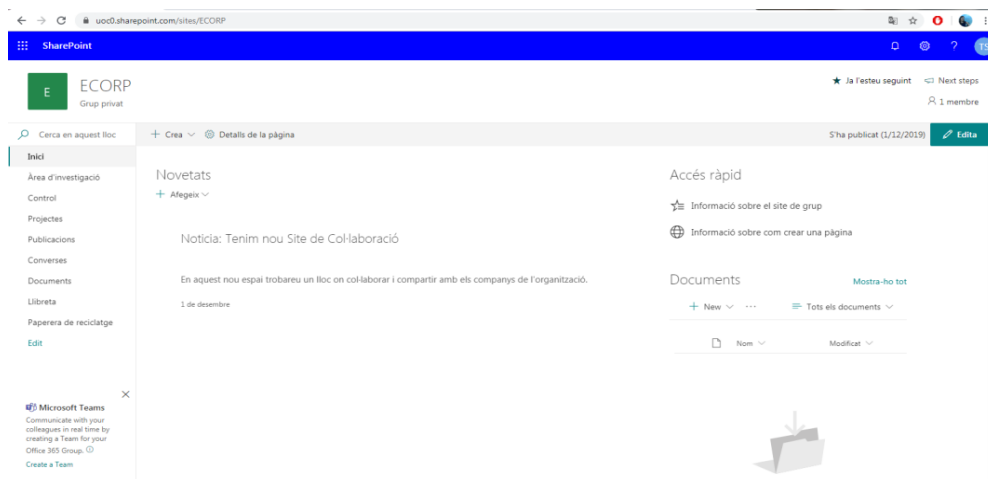 uoc0.sharepoint.com/sites/ECORP
SharePoint
TS
E
ECORP
Grup privat
Ja l'esteu seguint
Next steps
1 membre
Cerca en aquest lloc
Crea
Detalls de la pàgina
S'ha publicat (1/12/2019)
Edita
Inici
Àrea d'investigació
Control
Projectes
Publicacions
Converses
Documents
Llibreta
Paperera de reciclatge
Edit
Novetats
Afegeix
Noticia: Tenim nou Site de Col·laboració
En aquest nou espai trobareu un lloc on col·laborar i compartir amb els companys de l'organització.
1 de desembre
Accés ràpid
Informació sobre el site de grup
Informació sobre com crear una pàgina
Documents
Mostra-ho tot
New
Tots els documents
Nom
Modificat
Microsoft Teams
Communicate with your
colleagues in real time by
creating a Team for your
Office 365 Group.
Create a Team